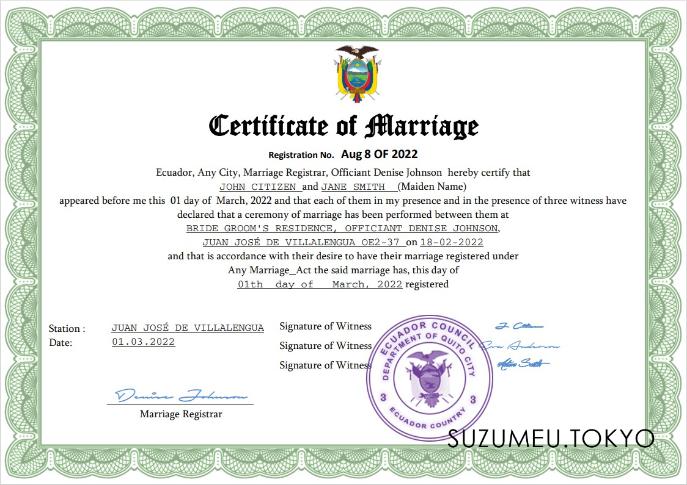 Certificate of Marriage
Registration No. Aug 8 OF 2022
Ecuador, Any City, Marriage Registrar, Officiant Denise Johnson hereby certify that
JOHN CITIZEN and JANE SMITH (Maiden Name)
appeared before me this 01 day of March, 2022 and that each of them in my presence and in the presence of three witness have
declared that a ceremony of marriage has been performed between them at
BRIDE GROOM'S RESIDENCE, OFFICIANT DENISE JOHNSON,
JUAN JOSÉ DE VILLALENGUA OE2-37 on 18-02-2022
and that is accordance with their desire to have their marriage registered under
Any Marriage_Act the said marriage has, this day of
01th day of March, 2022 registered
Station : JUAN JOSÉ DE VILLALENGUA
Date: 01.03.2022
Signature of Witness
Signature of Witness
Signature of Witness
Denise Johnson
Marriage Registrar
ECUADOR COUNCIL
DEPARTMENT OF QUITO CITY
3 ECUADOR COUNTRY 3
SUZUMEU.TOKYO